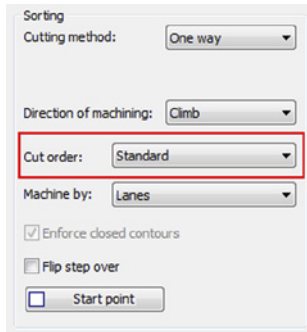 Sorting
Cutting method: One way
Direction of machining: Climb
Cut order: Standard
Machine by: Lanes
Enforce closed contours
Flip step over
Start point